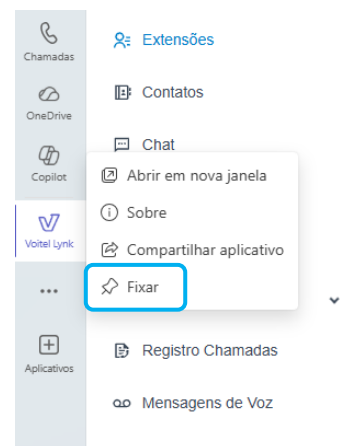 Chamadas
OneDrive
Copilot
Voitel Lynk
Aplicativos
Extensões
Contatos
Chat
Abrir em nova janela
Sobre
Compartilhar aplicativo
Fixar
Registro Chamadas
Mensagens de Voz